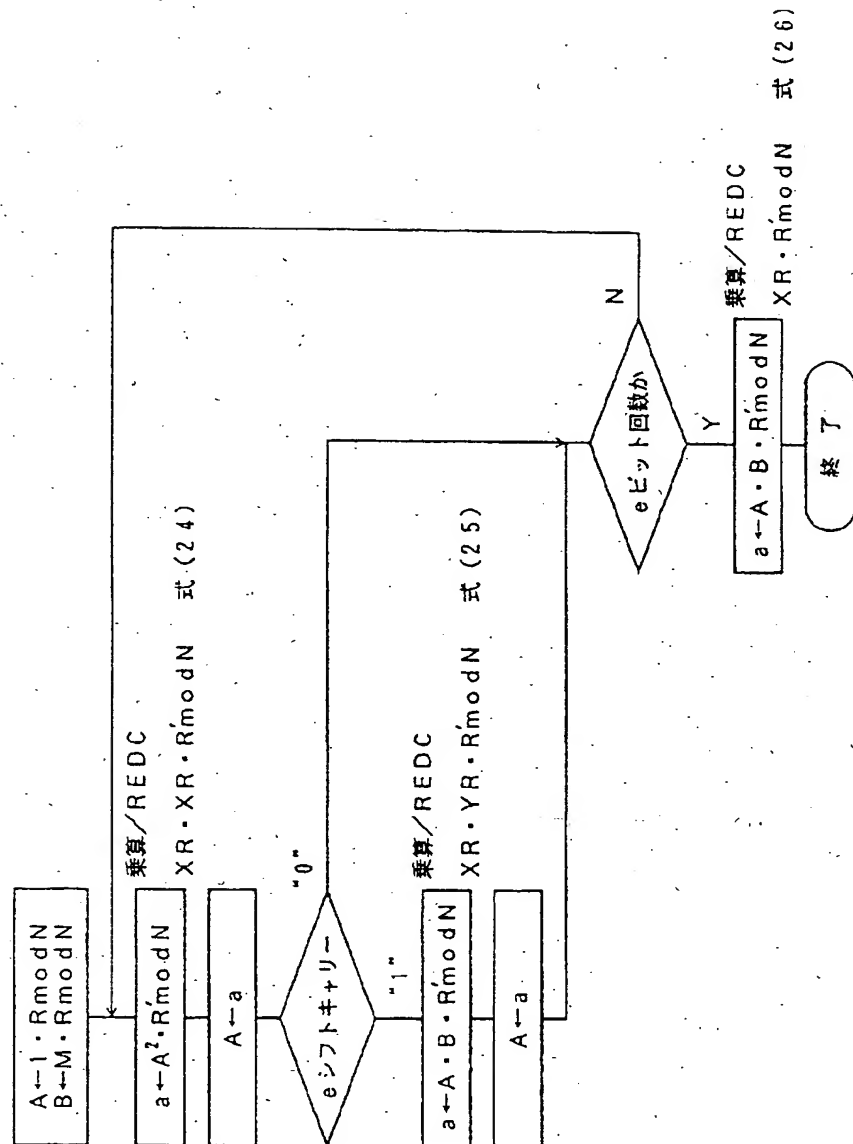 A←1・RmodN
B←M・RmodN
乗算/REDC
a←A²・R'modN
XR・XR・R'modN 式(24)
A←a
eシフトキャリー
"0"
"1"
乗算/REDC
a←A・B・R'modN
XR・YR・R'modN 式(25)
A←a
eビット回数か
N
Y
乗算/REDC
a←A・B・R'modN
XR・R'modN 式(26)
終了